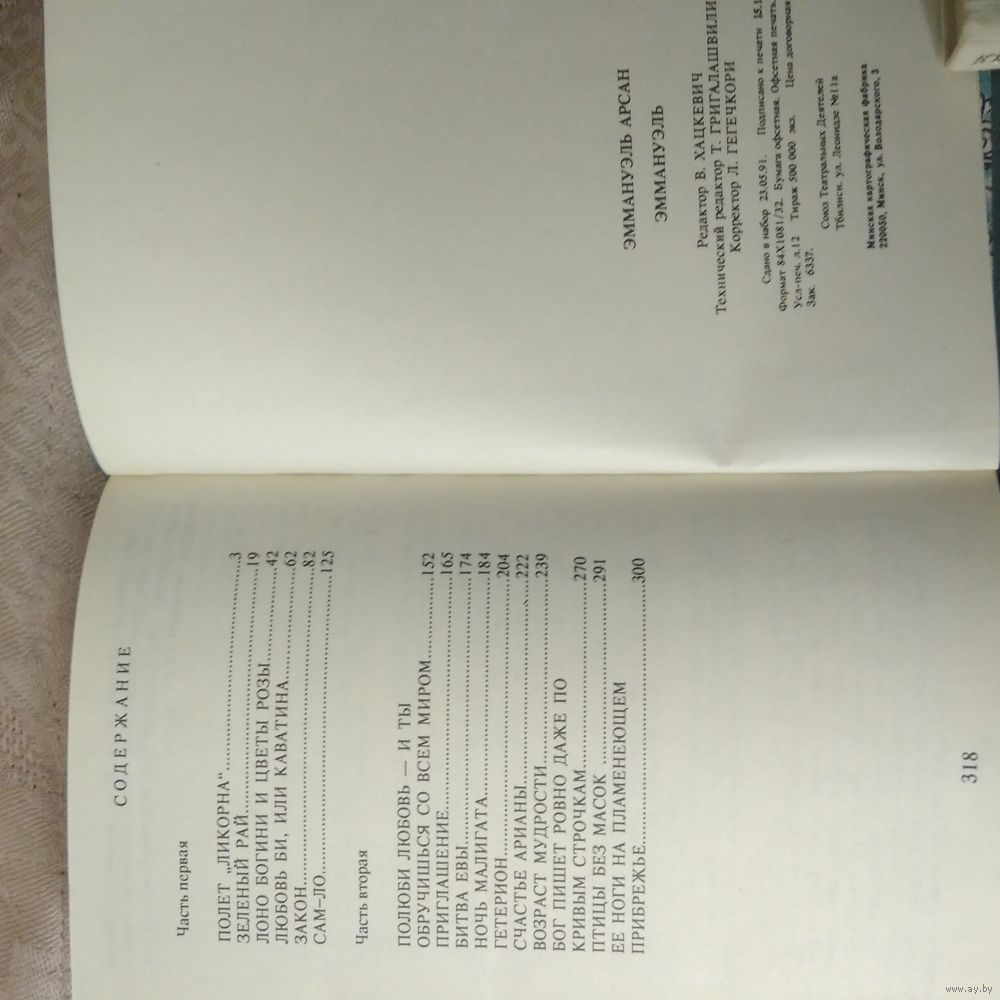 СОДЕРЖАНИЕ
Часть первая
ПОЛЕТ „ЛИКОРНА“..............................3
ЗЕЛЕНЫЙ РАЙ..............................19
ЛОНО БОГИНИ И ЦВЕТЫ РОЗЫ..............42
ЛЮБОВЬ БИ, ИЛИ КАВАТИНА..............62
ЗАКОН..............................82
САМ–ЛО..............................125
Часть вторая
ПОЛЮБИ ЛЮБОВЬ — И ТЫ
ОБРУЧИШЬСЯ СО ВСЕМ МИРОМ..............152
ПРИГЛАШЕНИЕ..............................165
БИТВА ЕВЫ..............................174
НОЧЬ МАЛИГАТА..............................184
ГЕТЕРИОН..............................204
СЧАСТЬЕ АРИАНЫ..............................222
ВОЗРАСТ МУДРОСТИ..............................239
БОГ ПИШЕТ РОВНО ДАЖЕ ПО
КРИВЫМ СТРОЧКАМ..............................270
ПТИЦЫ БЕЗ МАСОК ..............................291
ЕЕ НОГИ НА ПЛАМЕНЕЮЩЕМ
ПРИБРЕЖЬЕ..............................300
318
ЭММАНУЭЛЬ АРСАН
ЭММАНУЭЛЬ
Редактор В. ХАЦКЕВИЧ
Технический редактор Т. ГРИГАЛАШВИЛИ
Корректор Л. ГЕГЕЧКОРИ
Сдано в набор 23.05.91. Подписано к печати 15.1
Формат 84X1081/32. Бумага офсетная. Офсетная печать.
Усл-печ. л.12 Тираж 500 000 экз. Цена договорная
Зак. 6337.
Союз Театральных Деятелей
Тбилиси, ул. Леонидзе №11а
Минская картографическая фабрика
220050, Минск, ул. Володарского, 3
www.ay.by